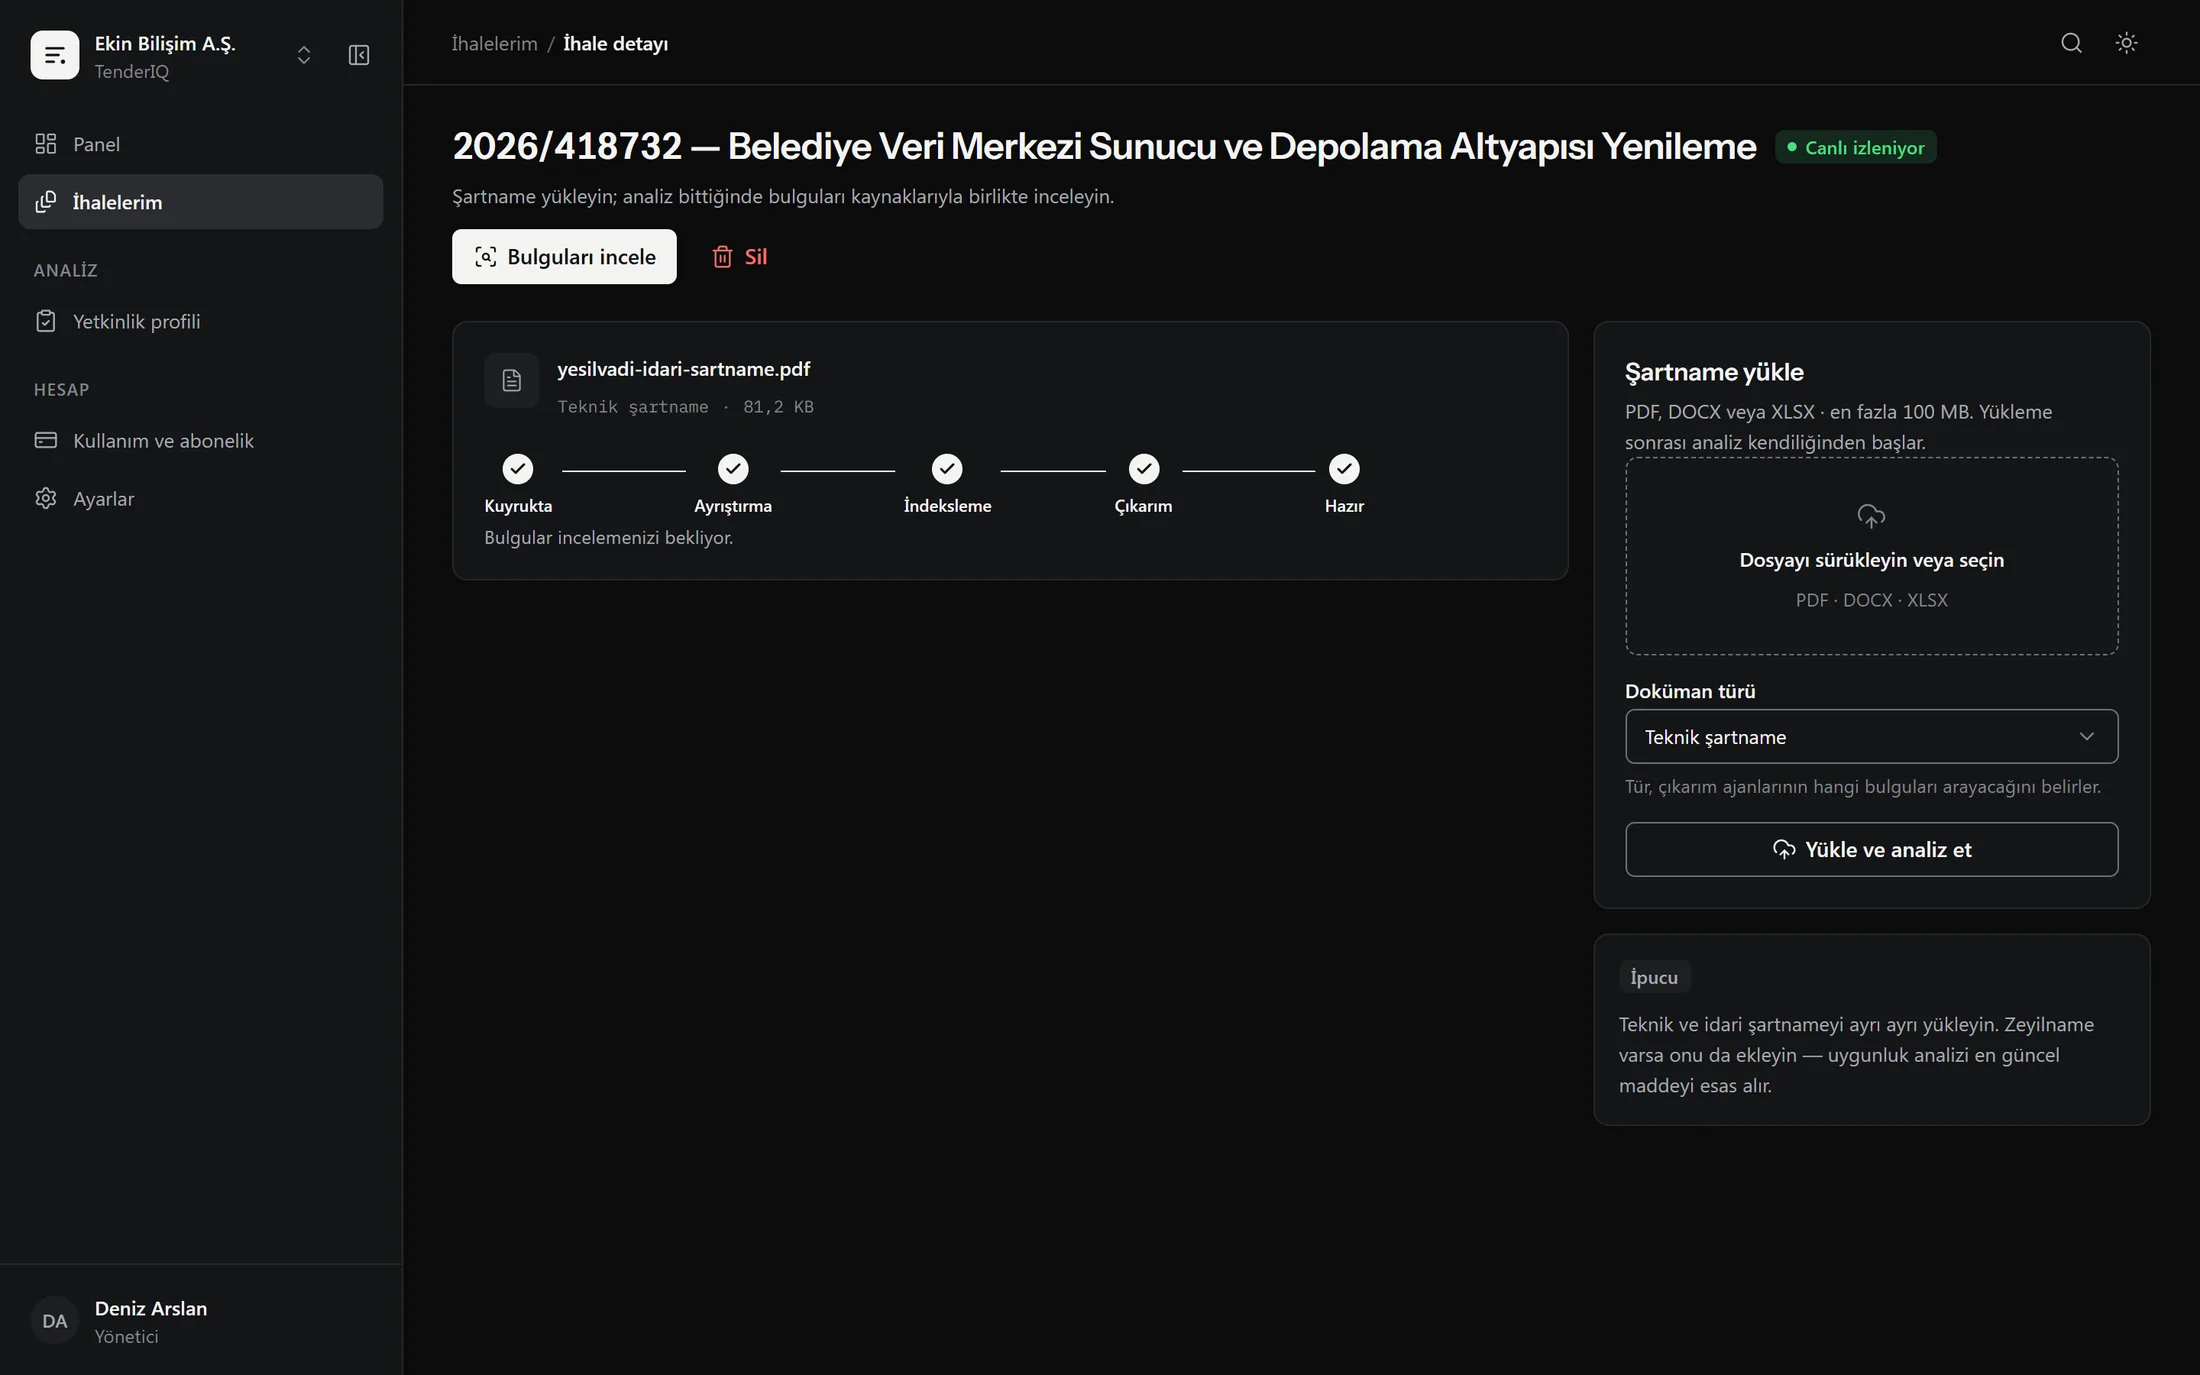 Ekin Bilişim A.Ş.
TenderIQ
Panel
İhalelerim
ANALİZ
Yetkinlik profili
HESAP
Kullanım ve abonelik
Ayarlar
DA
Deniz Arslan
Yönetici
İhalelerim / İhale detayı
2026/418732 — Belediye Veri Merkezi Sunucu ve Depolama Altyapısı Yenileme
Canlı izleniyor
Şartname yükleyin; analiz bittiğinde bulguları kaynaklarıyla birlikte inceleyin.
Bulguları incele
Sil
yesilvadi-idari-sartname.pdf
Teknik şartname · 81,2 KB
Kuyrukta
Ayrıştırma
İndeksleme
Çıkarım
Hazır
Bulgular incelemenizi bekliyor.
Şartname yükle
PDF, DOCX veya XLSX · en fazla 100 MB. Yükleme
sonrası analiz kendiliğinden başlar.
Dosyayı sürükleyin veya seçin
PDF · DOCX · XLSX
Doküman türü
Teknik şartname
Tür, çıkarım ajanlarının hangi bulguları arayacağını belirler.
Yükle ve analiz et
İpucu
Teknik ve idari şartnameyi ayrı ayrı yükleyin. Zeyilname
varsa onu da ekleyin — uygunluk analizi en güncel
maddeyi esas alır.